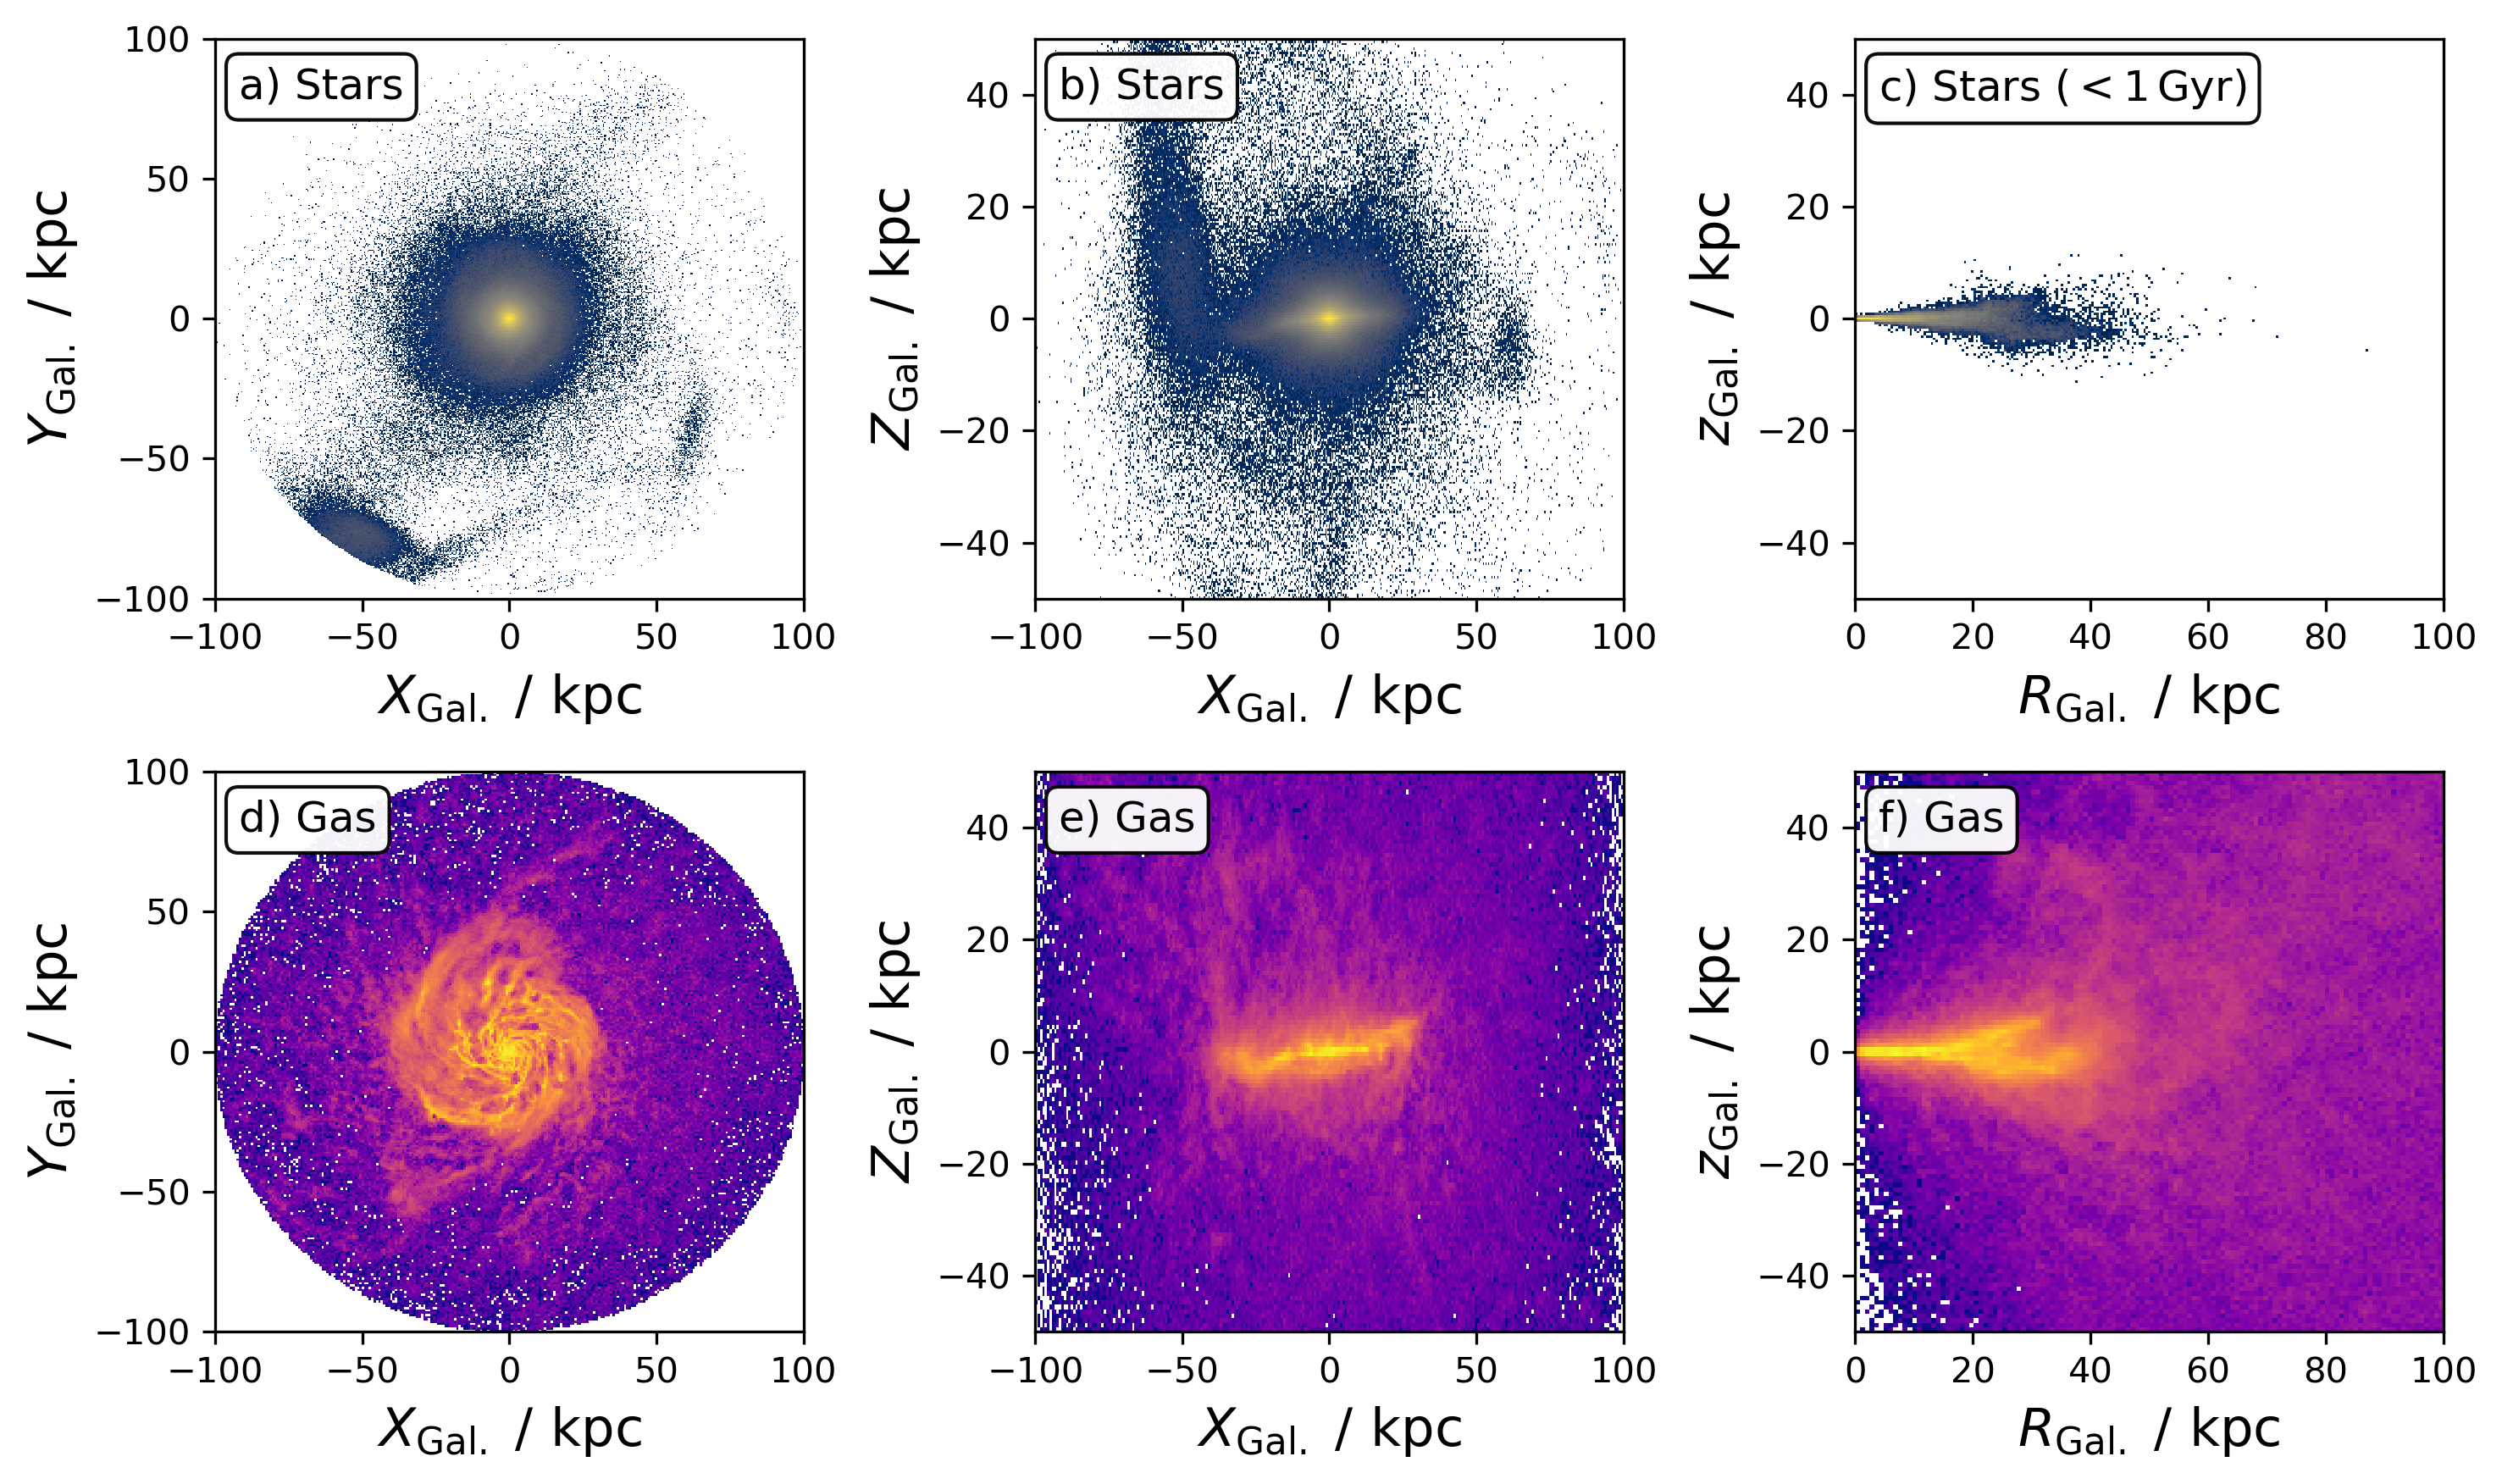 a) Stars
100
50
0
−50
−100
Y_Gal. / kpc
−100 −50 0 50 100
X_Gal. / kpc
b) Stars
40
20
0
−20
−40
Z_Gal. / kpc
−100 −50 0 50 100
X_Gal. / kpc
c) Stars (< 1 Gyr)
40
20
0
−20
−40
z_Gal. / kpc
0 20 40 60 80 100
R_Gal. / kpc
d) Gas
100
50
0
−50
−100
Y_Gal. / kpc
−100 −50 0 50 100
X_Gal. / kpc
e) Gas
40
20
0
−20
−40
Z_Gal. / kpc
−100 −50 0 50 100
X_Gal. / kpc
f) Gas
40
20
0
−20
−40
z_Gal. / kpc
0 20 40 60 80 100
R_Gal. / kpc